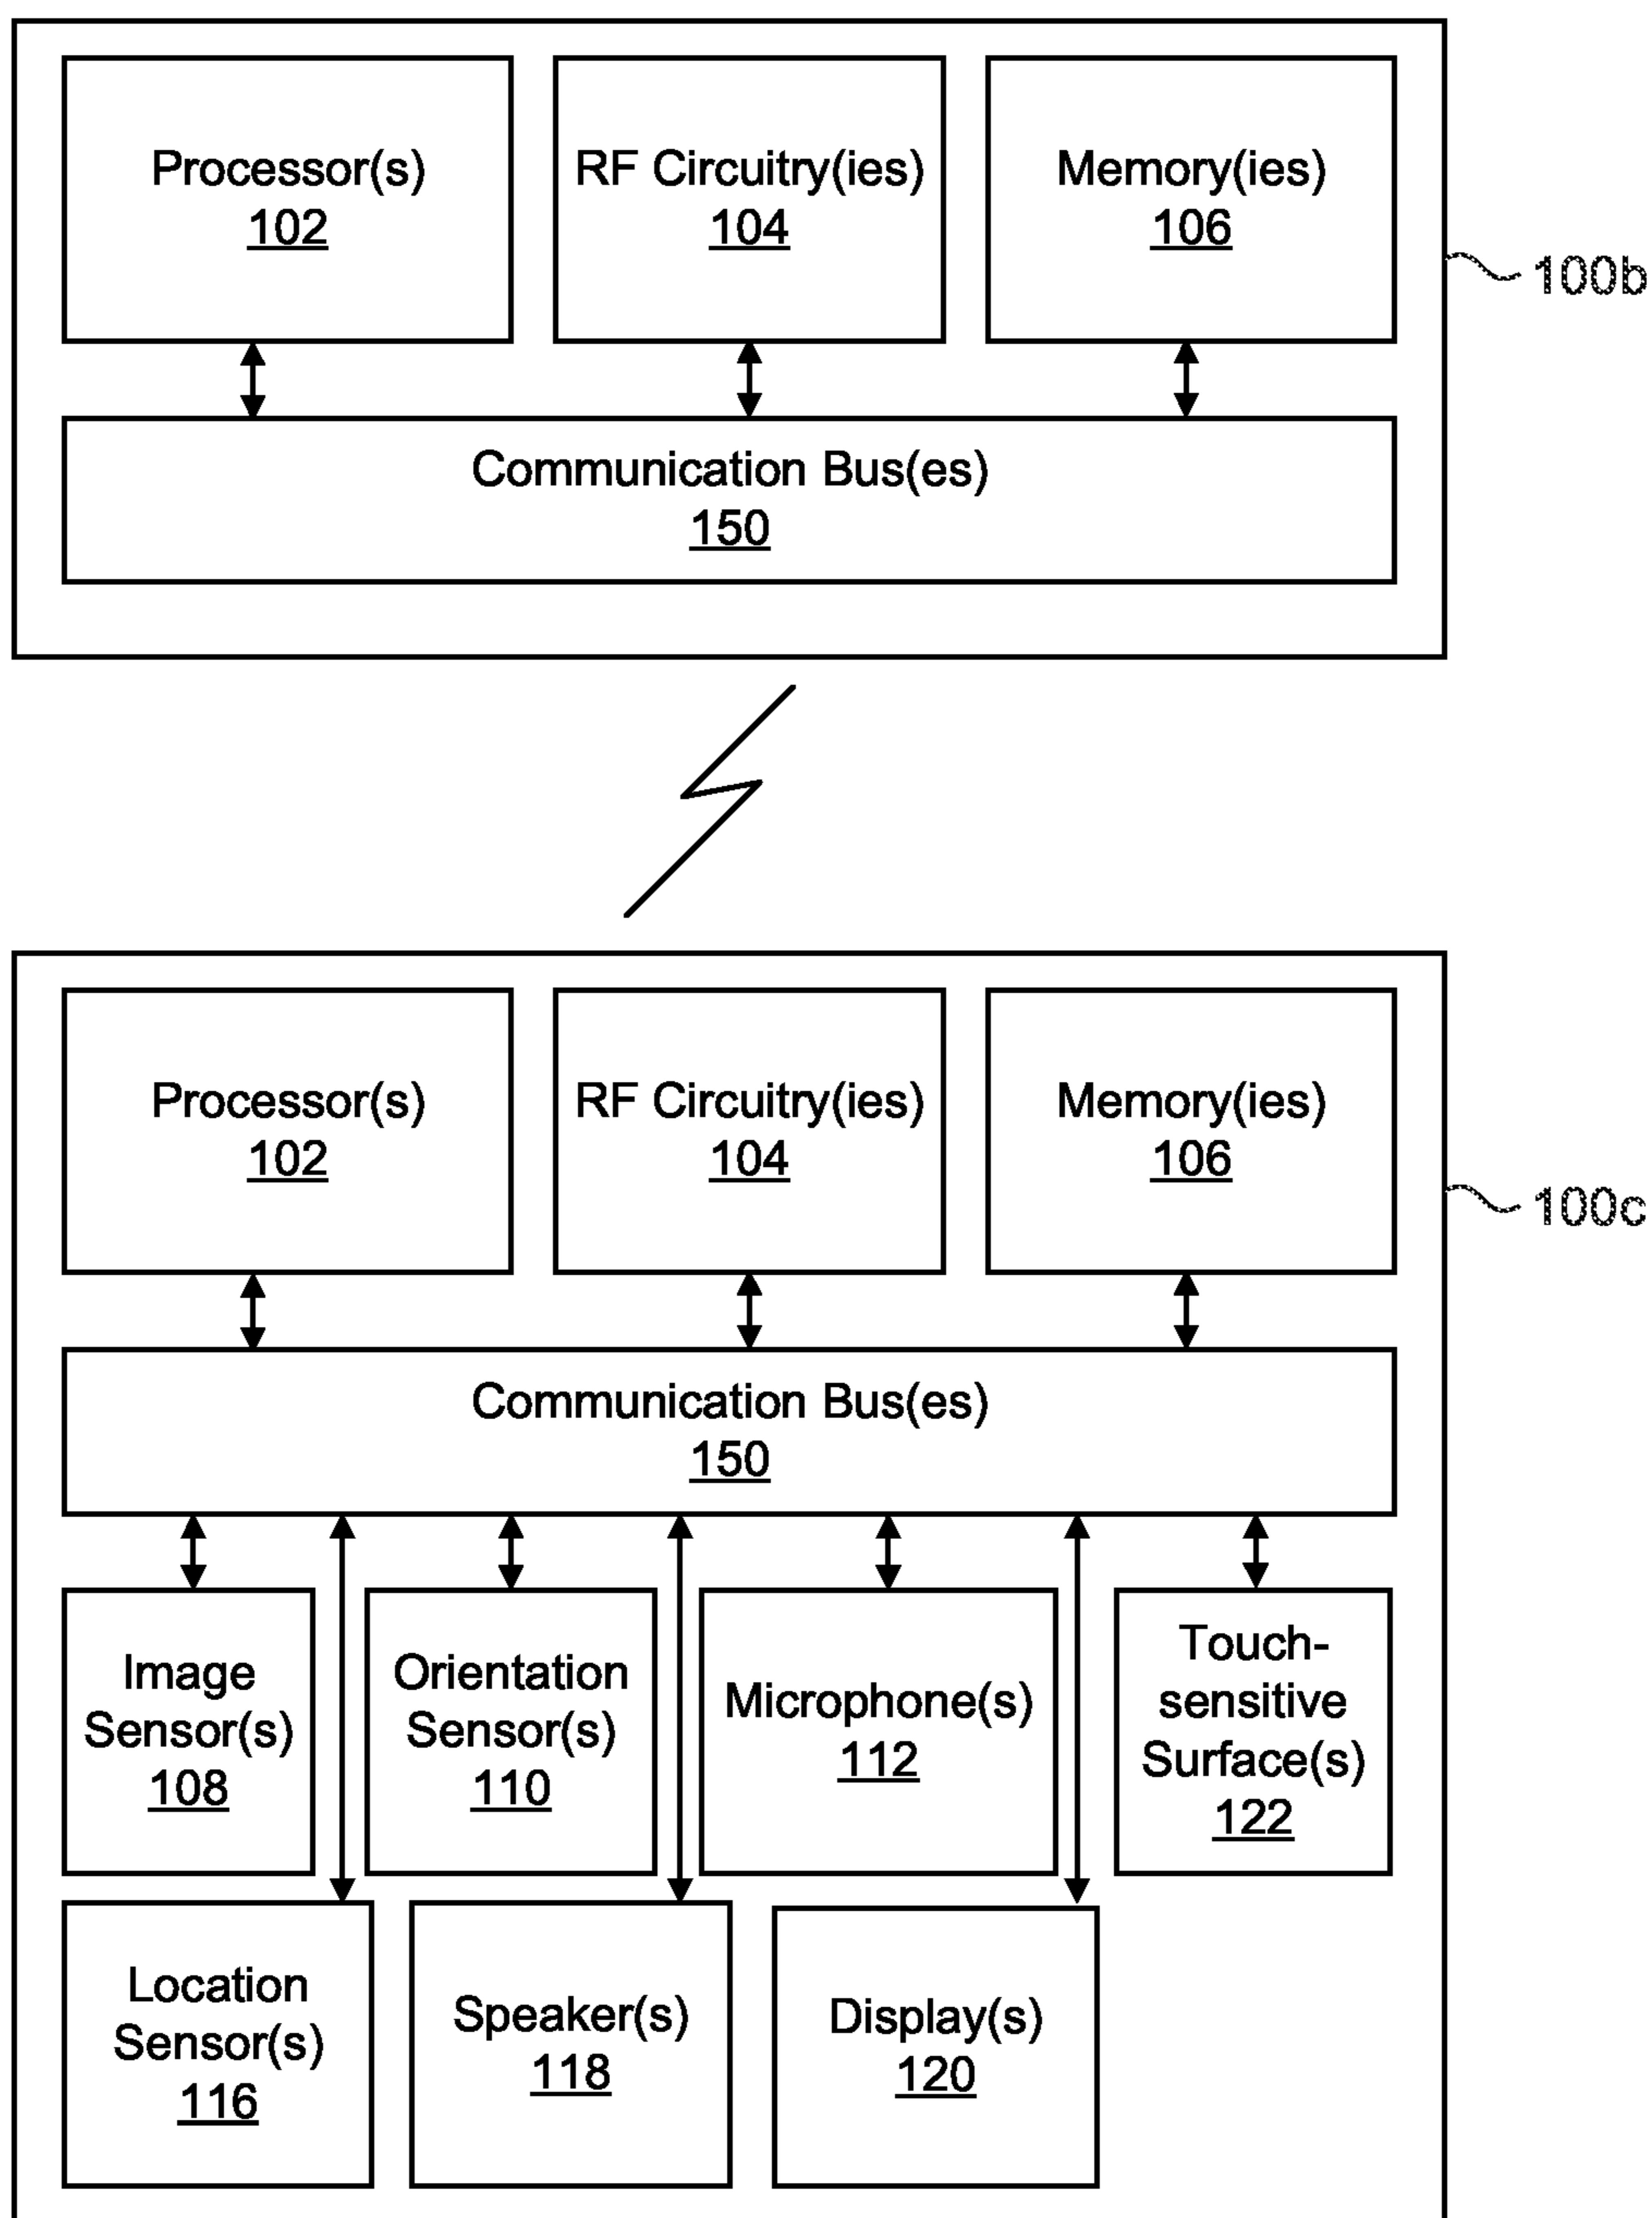 Processor(s)
102
RF Circuitry(ies)
104
Memory(ies)
106
100b
Communication Bus(es)
150
Processor(s)
102
RF Circuitry(ies)
104
Memory(ies)
106
100c
Communication Bus(es)
150
Image
Sensor(s)
108
Orientation
Sensor(s)
110
Microphone(s)
112
Touch-
sensitive
Surface(s)
122
Location
Sensor(s)
116
Speaker(s)
118
Display(s)
120